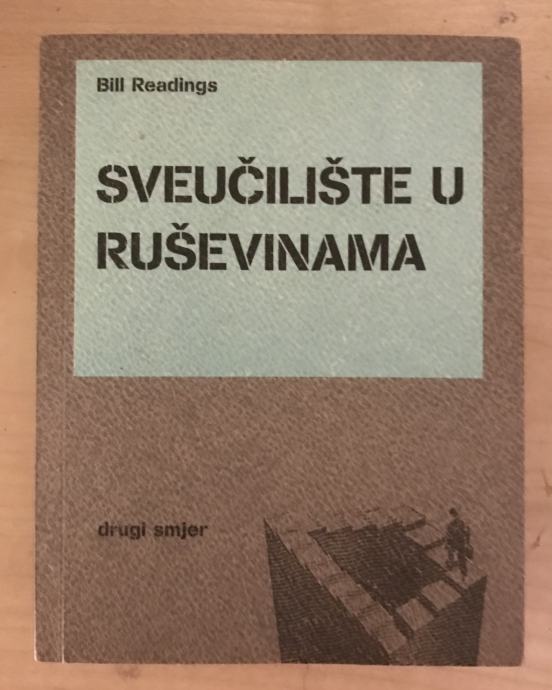 Bill Readings
SVEUČILIŠTE U
RUŠEVINAMA
drugi smjer